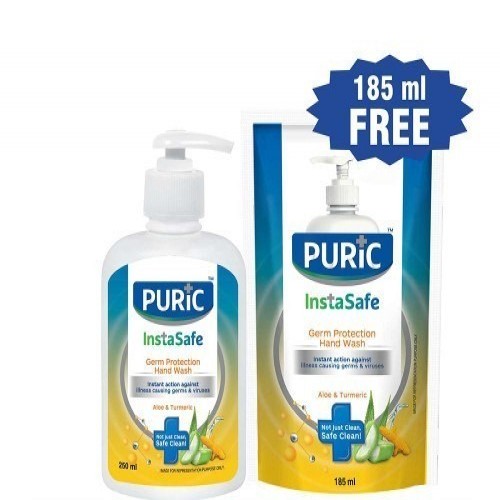 185 ml
FREE
PURiC
InstaSafe
Germ Protection
Hand Wash
Instant action against
illness causing germs & viruses
Aloe & Turmeric
Not Just Clean,
Safe Clean!
250 ml
PURiC
TM
InstaSafe
Germ Protection
Hand Wash
Instant action against
illness causing germs & viruses
Aloe & Turmeric
Not Just Clean,
Safe Clean!
185 ml